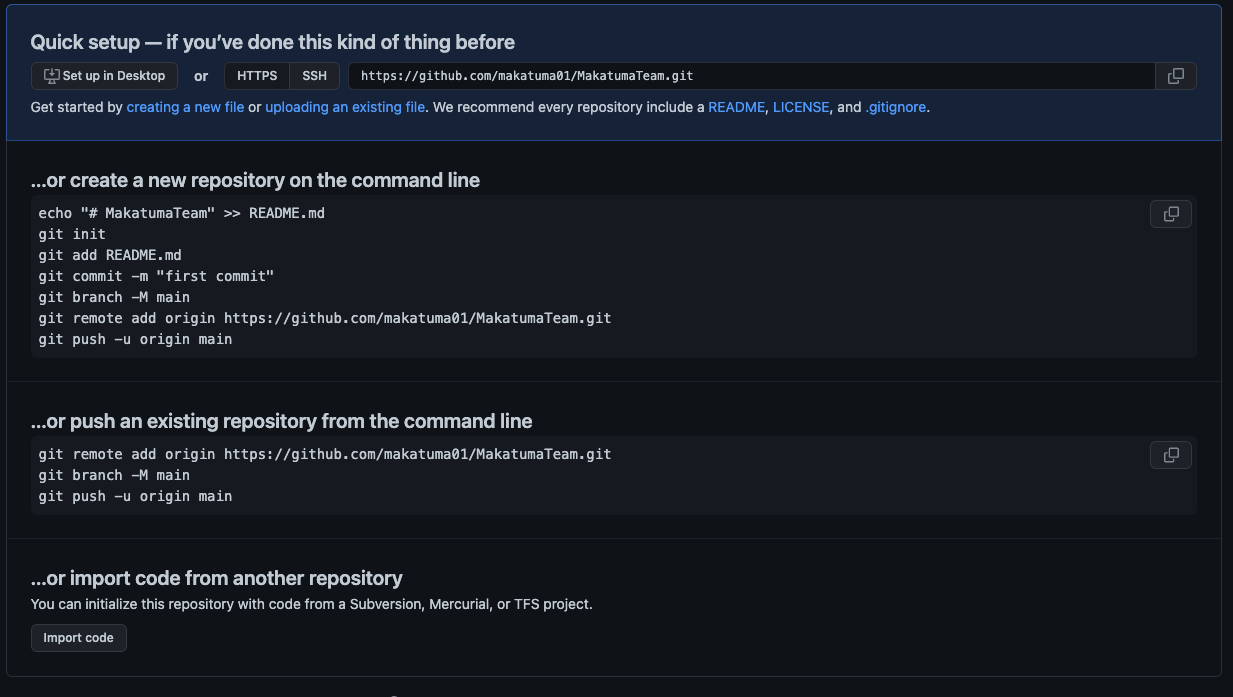 Quick setup — if you’ve done this kind of thing before
Set up in Desktop or HTTPS SSH https://github.com/makatuma01/MakatumaTeam.git
Get started by creating a new file or uploading an existing file. We recommend every repository include a README, LICENSE, and .gitignore.
…or create a new repository on the command line
echo "# MakatumaTeam" >> README.md
git init
git add README.md
git commit -m "first commit"
git branch -M main
git remote add origin https://github.com/makatuma01/MakatumaTeam.git
git push -u origin main
…or push an existing repository from the command line
git remote add origin https://github.com/makatuma01/MakatumaTeam.git
git branch -M main
git push -u origin main
…or import code from another repository
You can initialize this repository with code from a Subversion, Mercurial, or TFS project.
Import code